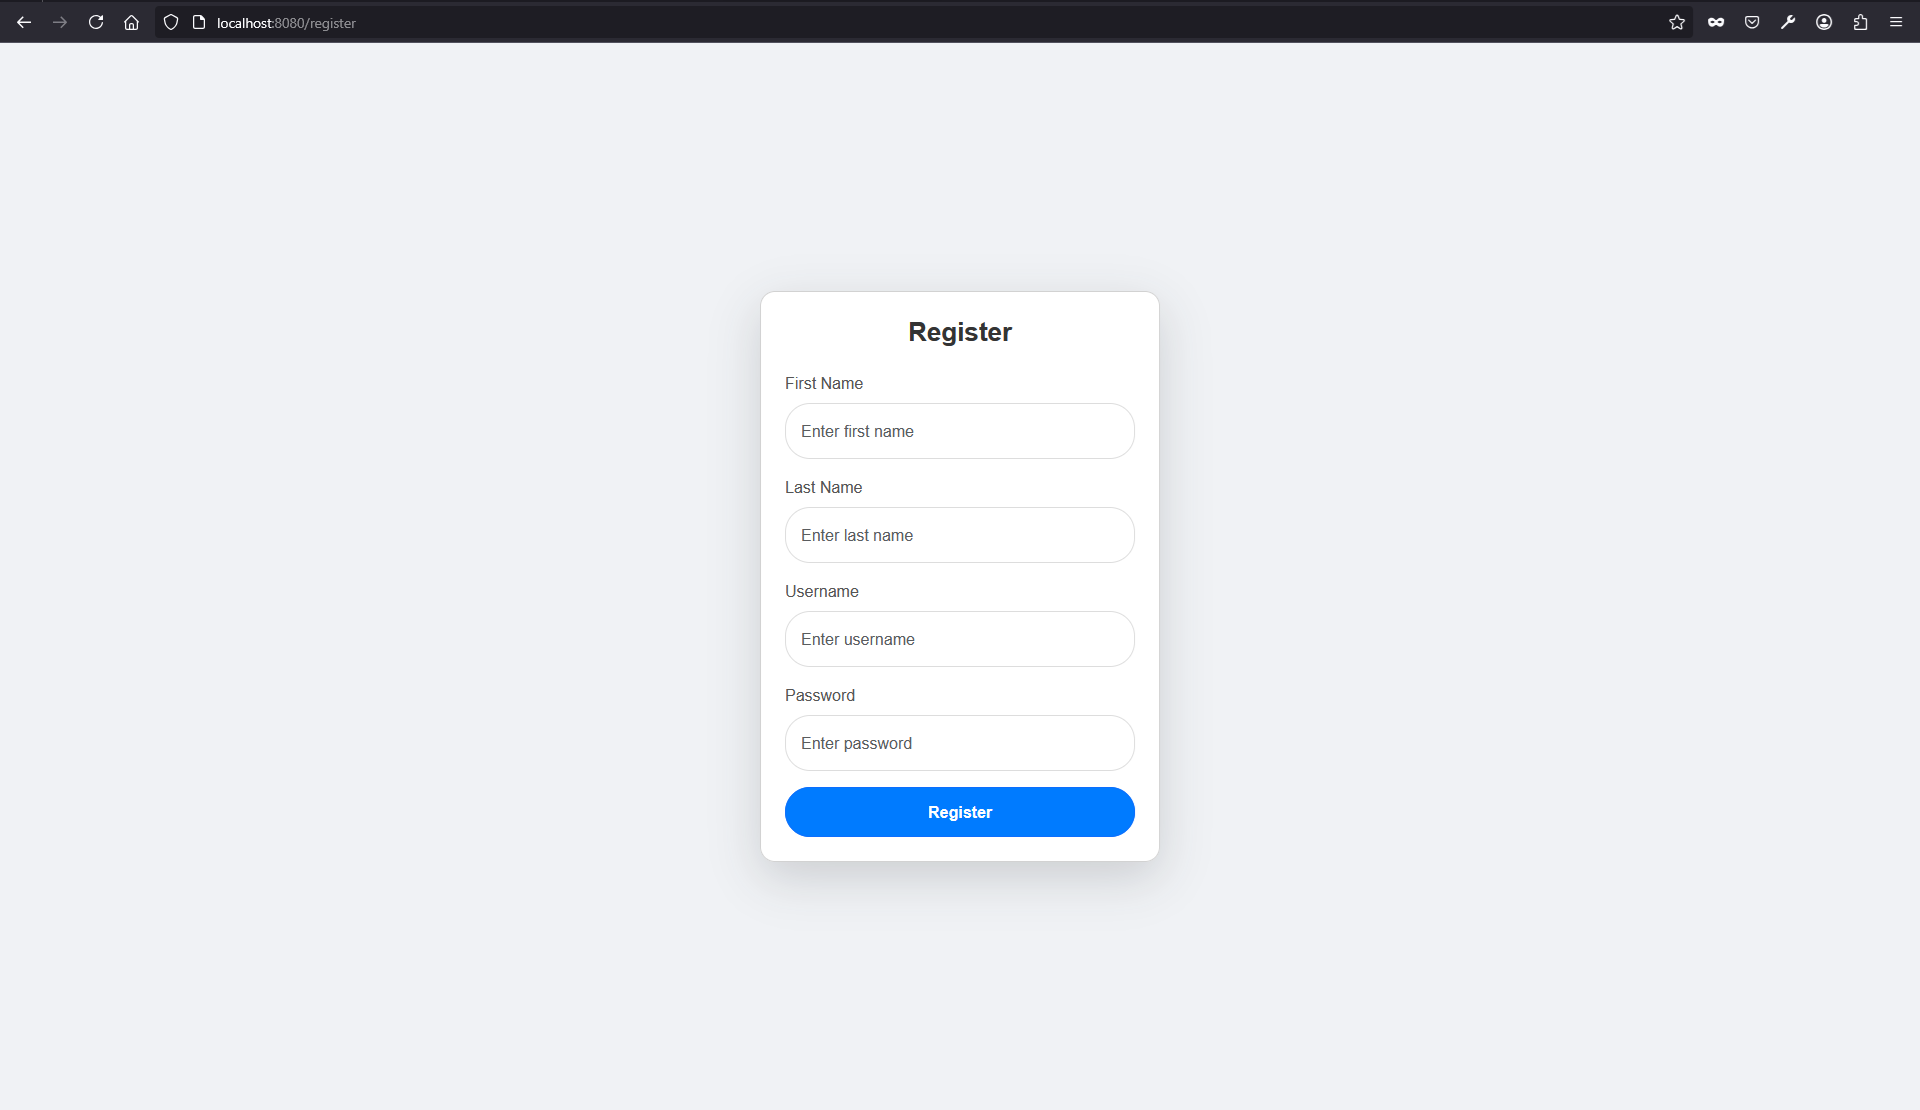 localhost:8080/register
Register
First Name
Enter first name
Last Name
Enter last name
Username
Enter username
Password
Enter password
Register